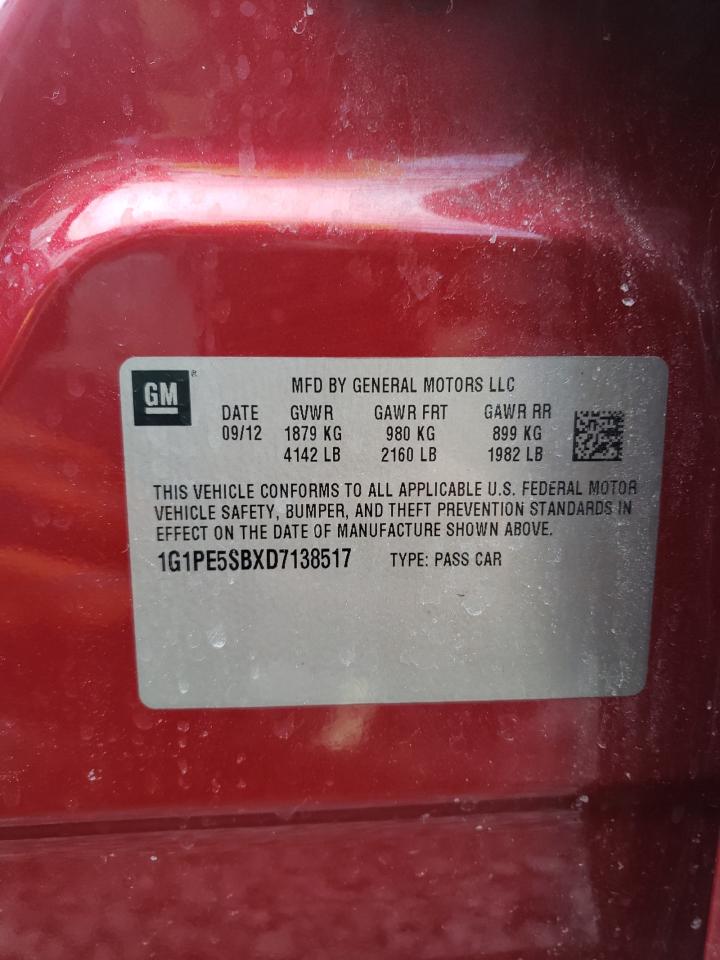 GM®
MFD BY GENERAL MOTORS LLC
DATE GVWR GAWR FRT GAWR RR
09/12 1879 KG 980 KG 899 KG
4142 LB 2160 LB 1982 LB
THIS VEHICLE CONFORMS TO ALL APPLICABLE U.S. FEDERAL MOTOR
VEHICLE SAFETY, BUMPER, AND THEFT PREVENTION STANDARDS IN
EFFECT ON THE DATE OF MANUFACTURE SHOWN ABOVE.
1G1PE5SBXD7138517 TYPE: PASS CAR